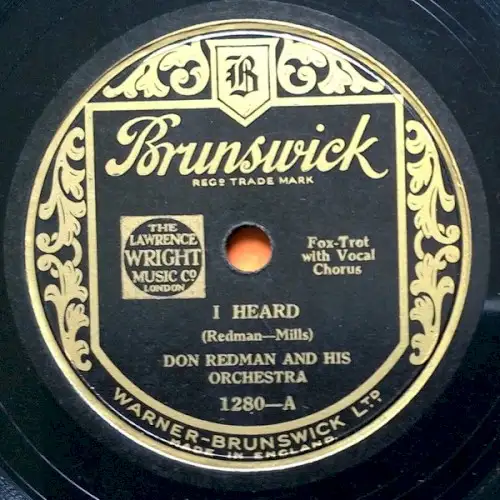 B
Brunswick
REGD TRADE MARK
THE
LAWRENCE
WRIGHT
MUSIC CO
LONDON
Fox-Trot
with Vocal
Chorus
I HEARD
(Redman—Mills)
DON REDMAN AND HIS
ORCHESTRA
1280—A
WARNER-BRUNSWICK LTD
MADE IN ENGLAND